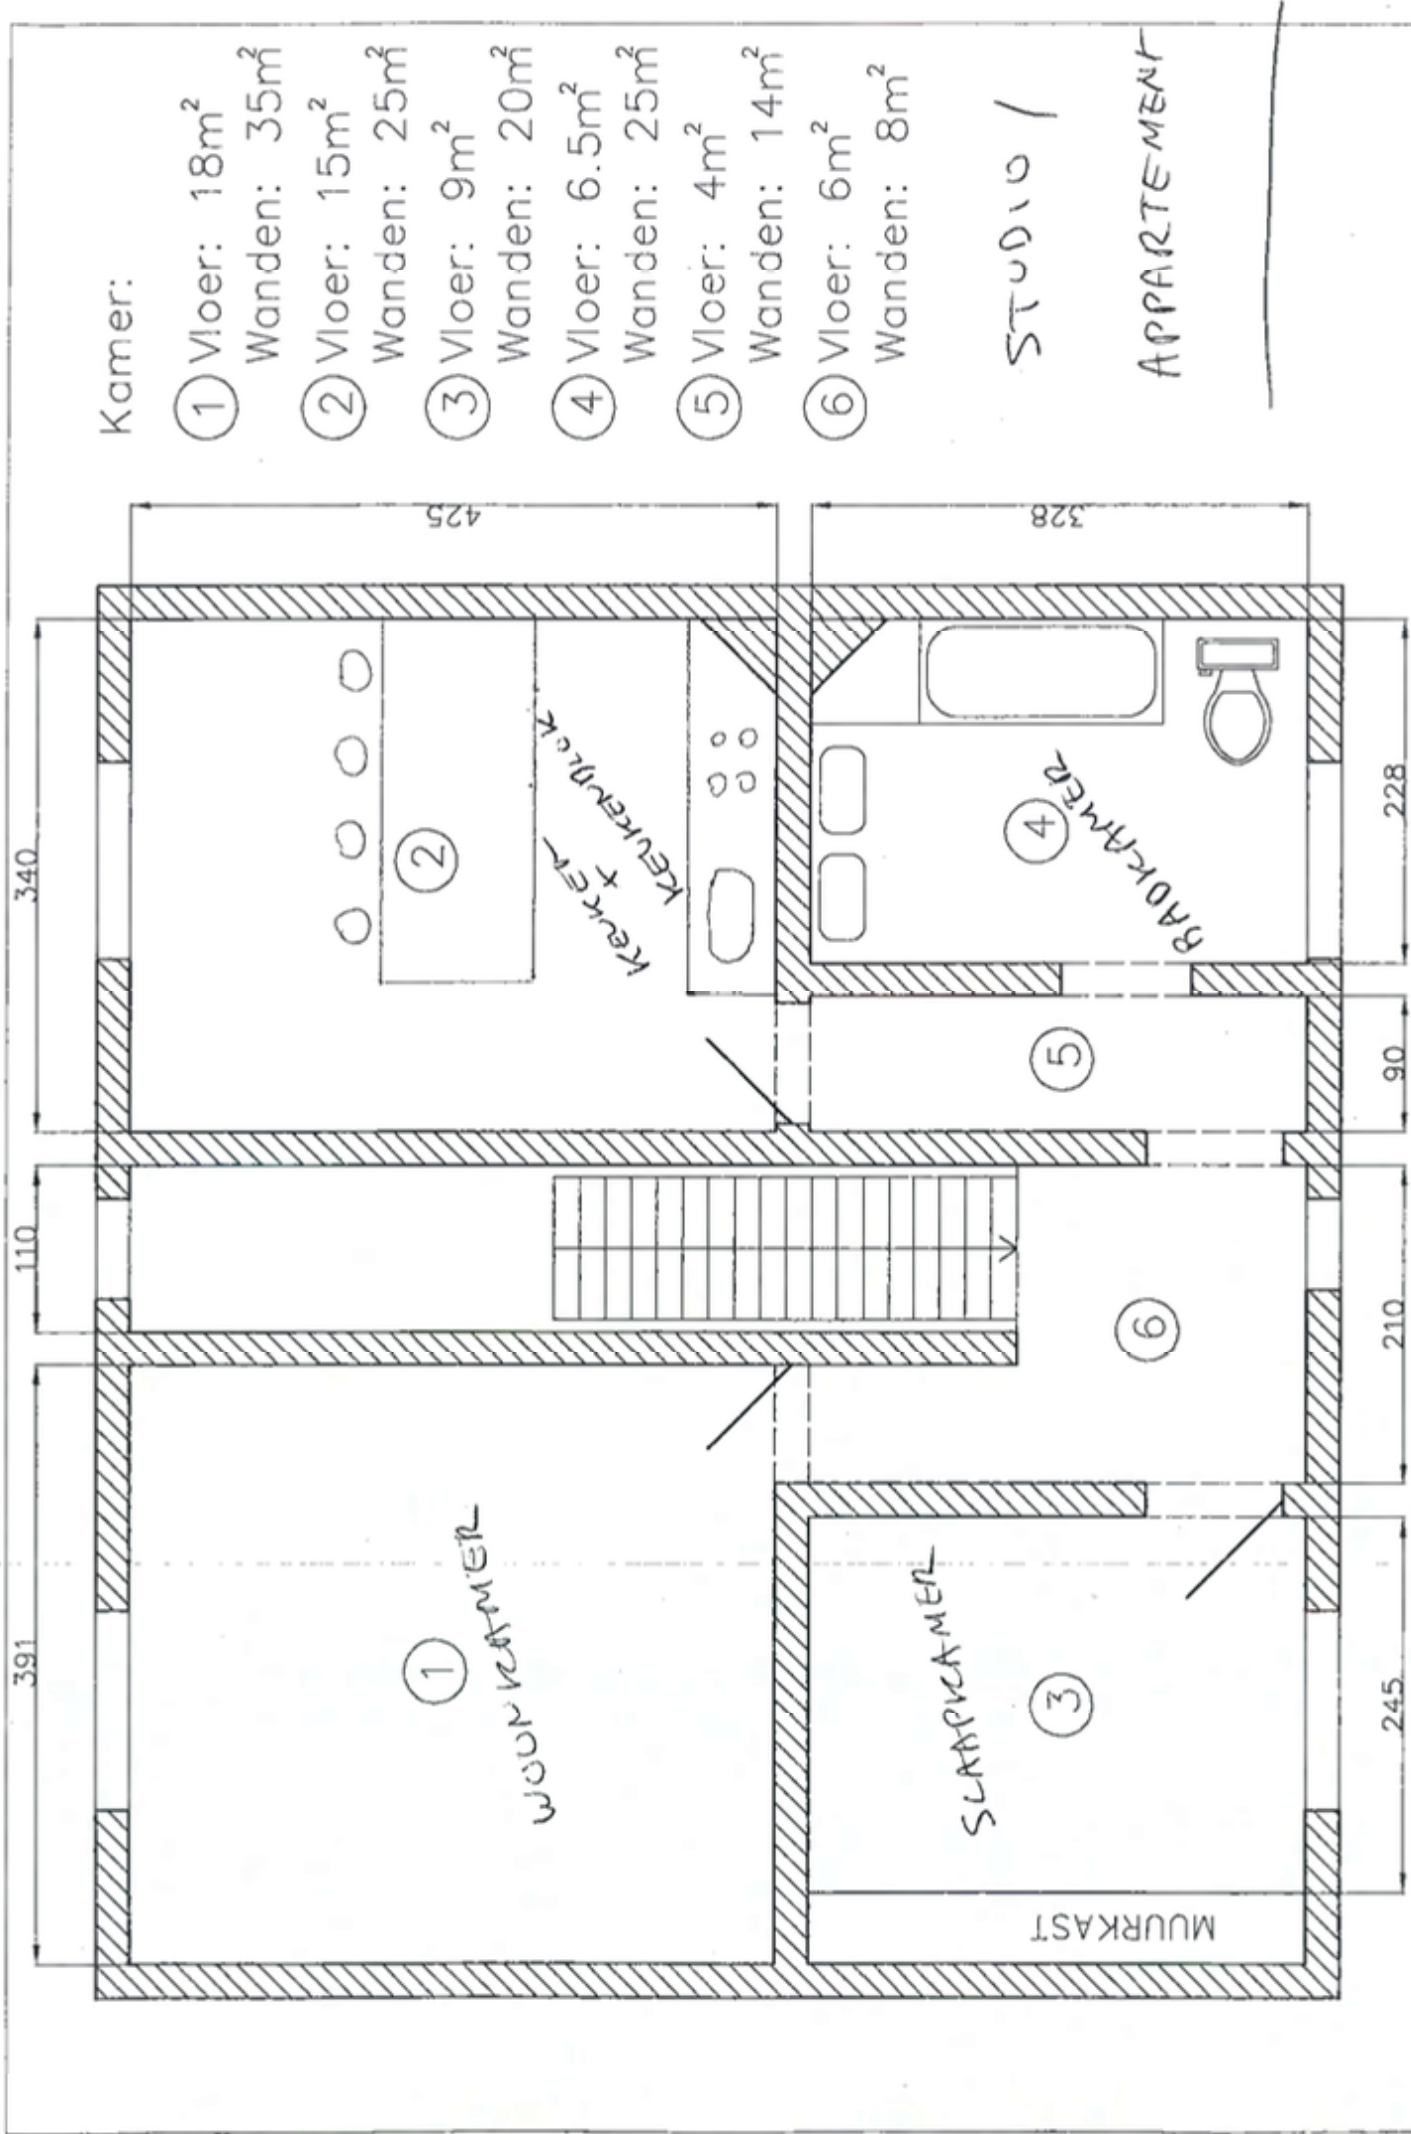 Kamer:
① Vloer: 18m²
Wanden: 35m²
② Vloer: 15m²
Wanden: 25m²
③ Vloer: 9m²
Wanden: 20m²
④ Vloer: 6.5m²
Wanden: 25m²
⑤ Vloer: 4m²
Wanden: 14m²
⑥ Vloer: 6m²
Wanden: 8m²
STUDIO /
APPARTEMENT
391
110
340
425
328
①
WOONKAMER
②
KEUKEN
+
KEUKENBLOK
③
SLAAPKAMER
④
BADKAMER
⑤
⑥
MUURKAST
245
210
90
228